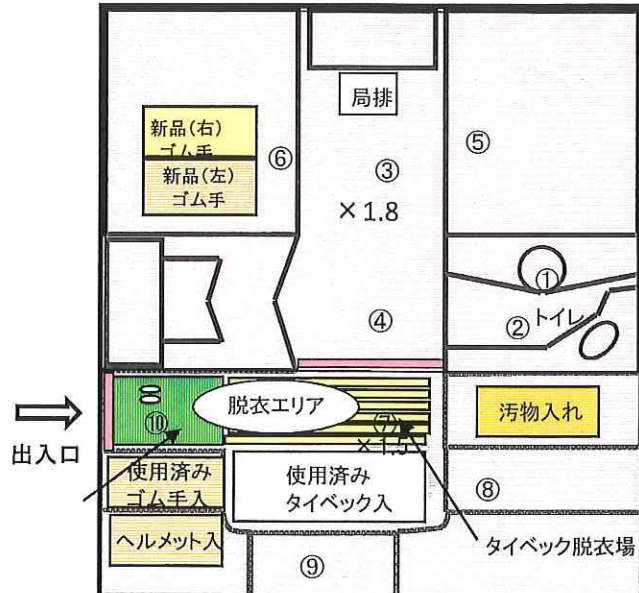 局排
新品(右)
ゴム手
新品(左)
ゴム手
⑥
③
⑤
×1.8
①
②
トイレ
④
出入口
⑩
脱衣エリア
⑦
×1.5
汚物入れ
使用済み
ゴム手入
使用済み
タイベック入
⑧
ヘルメット入
⑨
タイベック脱衣場